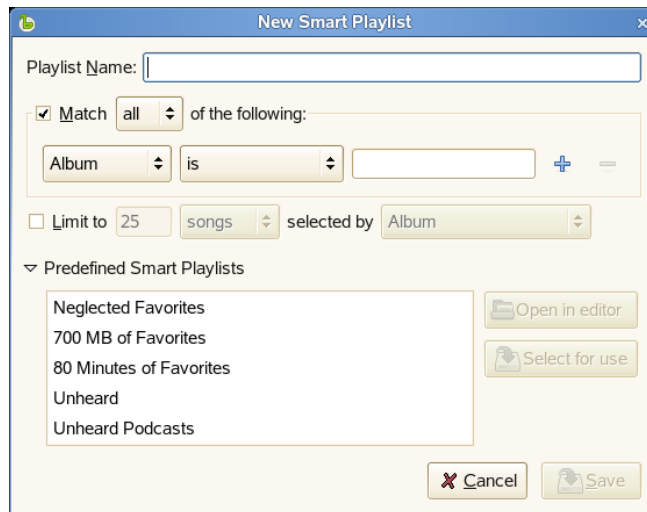 New Smart Playlist
Playlist Name:
Match all of the following:
Album is
Limit to 25 songs selected by Album
Predefined Smart Playlists
Neglected Favorites
700 MB of Favorites
80 Minutes of Favorites
Unheard
Unheard Podcasts
Open in editor
Select for use
Cancel Save